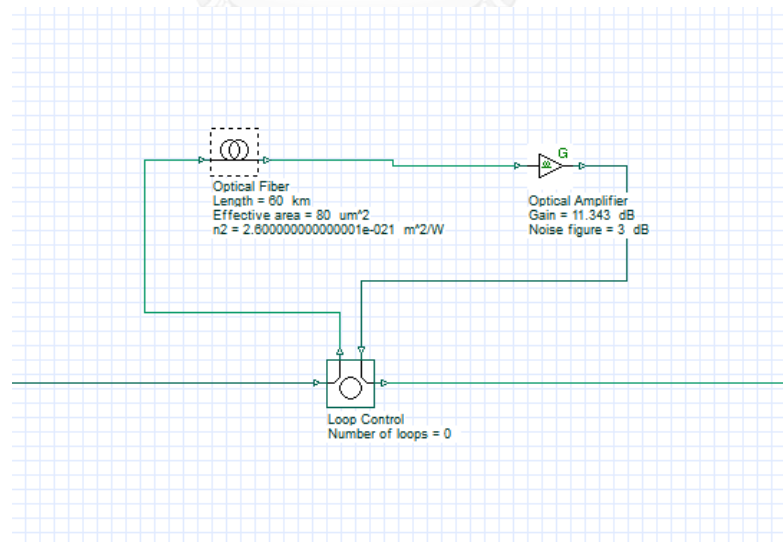 G
Optical Fiber
Length = 60 km
Effective area = 80 um^2
n2 = 2.600000000000001e-021 m^2/W
Optical Amplifier
Gain = 11.343 dB
Noise figure = 3 dB
Loop Control
Number of loops = 0